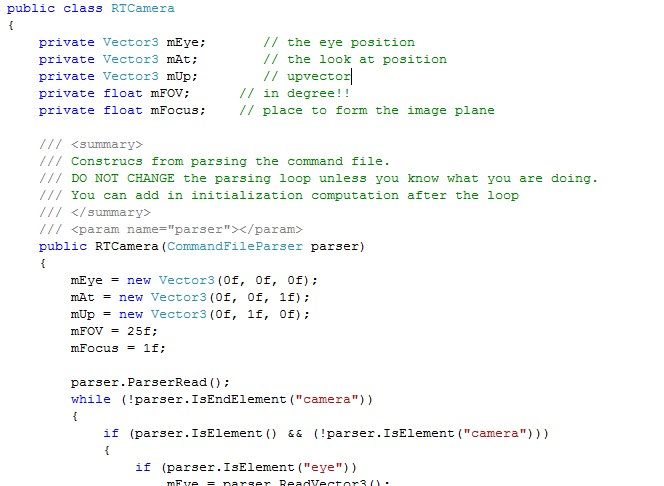 public class RTCamera
{
    private Vector3 mEye;       // the eye position
    private Vector3 mAt;        // the look at position
    private Vector3 mUp;        // upvector
    private float mFOV;      // in degree!!
    private float mFocus;    // place to form the image plane

    /// <summary>
    /// Construcs from parsing the command file.
    /// DO NOT CHANGE the parsing loop unless you know what you are doing.
    /// You can add in initialization computation after the loop
    /// </summary>
    /// <param name="parser"></param>
    public RTCamera(CommandFileParser parser)
    {
        mEye = new Vector3(0f, 0f, 0f);
        mAt = new Vector3(0f, 0f, 1f);
        mUp = new Vector3(0f, 1f, 0f);
        mFOV = 25f;
        mFocus = 1f;

        parser.ParserRead();
        while (!parser.IsEndElement("camera"))
        {
            if (parser.IsElement() && (!parser.IsElement("camera")))
            {
                if (parser.IsElement("eye"))
                    mEye = parser.ReadVector3();